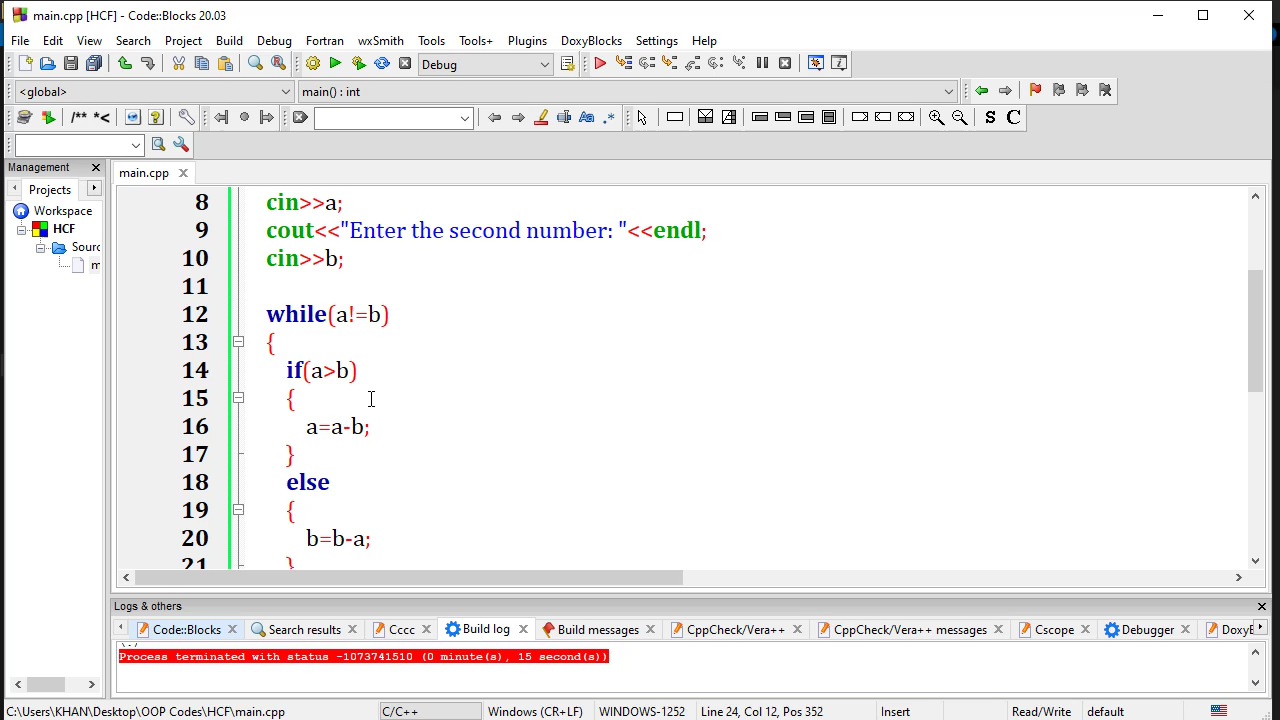 main.cpp [HCF] - Code::Blocks 20.03
File Edit View Search Project Build Debug Fortran wxSmith Tools Tools+ Plugins DoxyBlocks Settings Help
Debug
<global> main() : int
/** *<
Aa .* S C
Management
main.cpp
Projects
Workspace
HCF
Sourc
m
8 cin>>a;
9 cout<<"Enter the second number: "<<endl;
10 cin>>b;
11
12 while(a!=b)
13 {
14 if(a>b)
15 {
16 a=a-b;
17 }
18 else
19 {
20 b=b-a;
21 }
Logs & others
Code::Blocks Search results Cccc Build log Build messages CppCheck/Vera++ CppCheck/Vera++ messages Cscope Debugger DoxyB
Process terminated with status -1073741510 (0 minute(s), 15 second(s))
C:\Users\KHAN\Desktop\OOP Codes\HCF\main.cpp C/C++ Windows (CR+LF) WINDOWS-1252 Line 24, Col 12, Pos 352 Insert Read/Write default